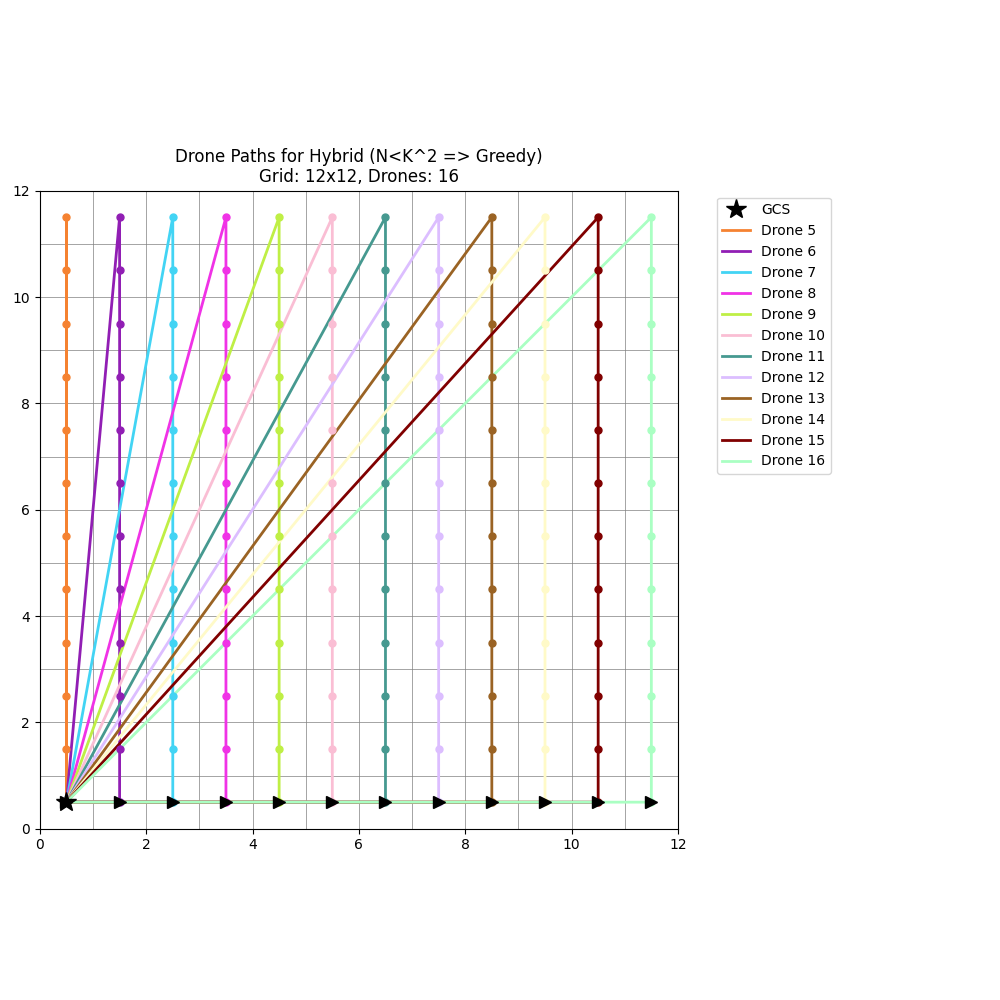 Drone Paths for Hybrid (N<K^2 => Greedy)
Grid: 12x12, Drones: 16
12
10
8
6
4
2
0
0 2 4 6 8 10 12
GCS
Drone 5
Drone 6
Drone 7
Drone 8
Drone 9
Drone 10
Drone 11
Drone 12
Drone 13
Drone 14
Drone 15
Drone 16